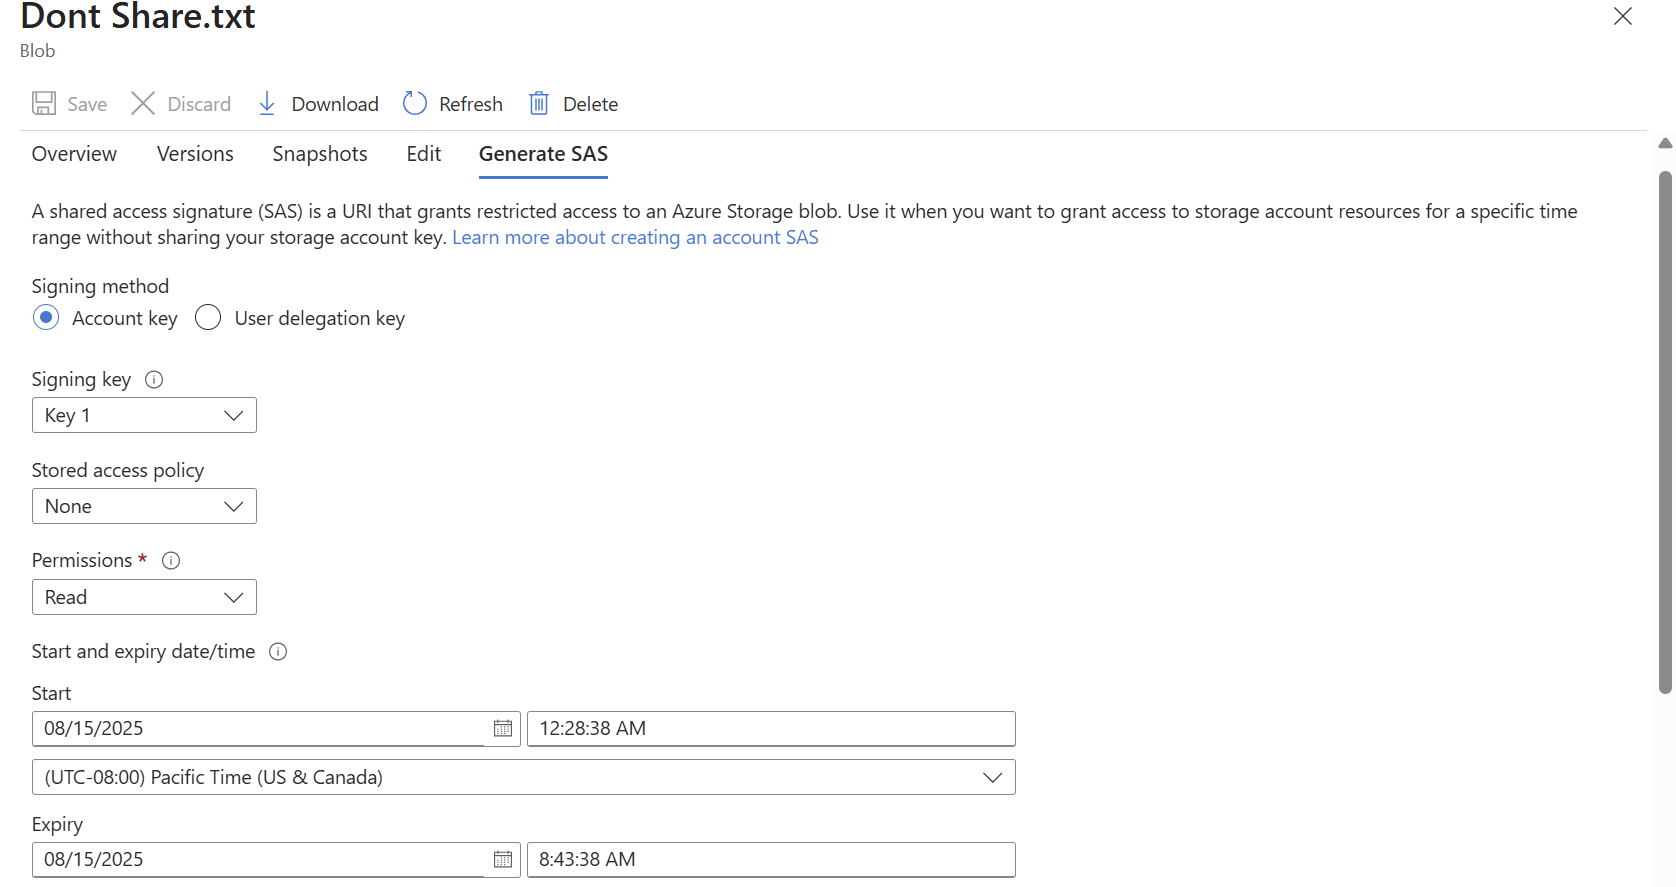 Dont Share.txt
Blob
Save Discard Download Refresh Delete
Overview Versions Snapshots Edit Generate SAS
A shared access signature (SAS) is a URI that grants restricted access to an Azure Storage blob. Use it when you want to grant access to storage account resources for a specific time
range without sharing your storage account key. Learn more about creating an account SAS
Signing method
Account key User delegation key
Signing key
Key 1
Stored access policy
None
Permissions *
Read
Start and expiry date/time
Start
08/15/2025 12:28:38 AM
(UTC-08:00) Pacific Time (US & Canada)
Expiry
08/15/2025 8:43:38 AM